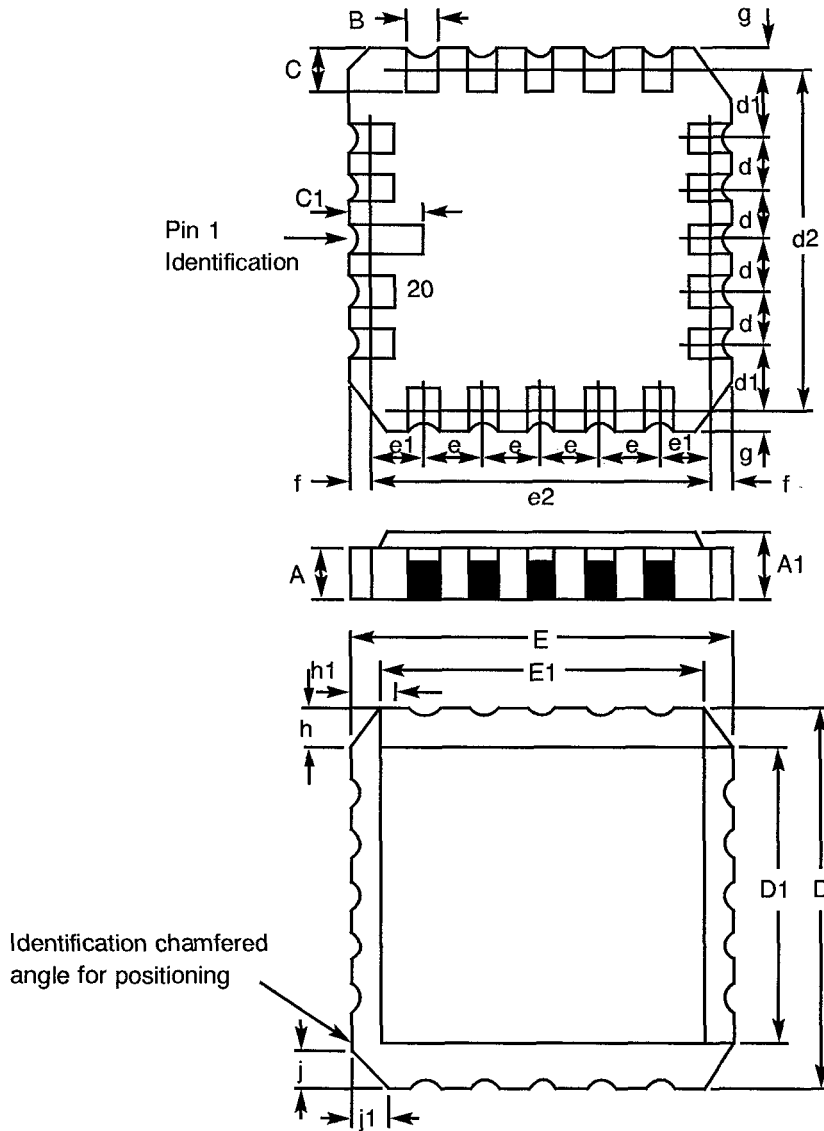 B
g
C
d1
C1
d
Pin 1
Identification
d
d2
d
20
d
d1
e1 e e e e e1
g
f
e2
f
A
A1
E
h1
E1
h
D1
D
Identification chamfered
angle for positioning
j
j1